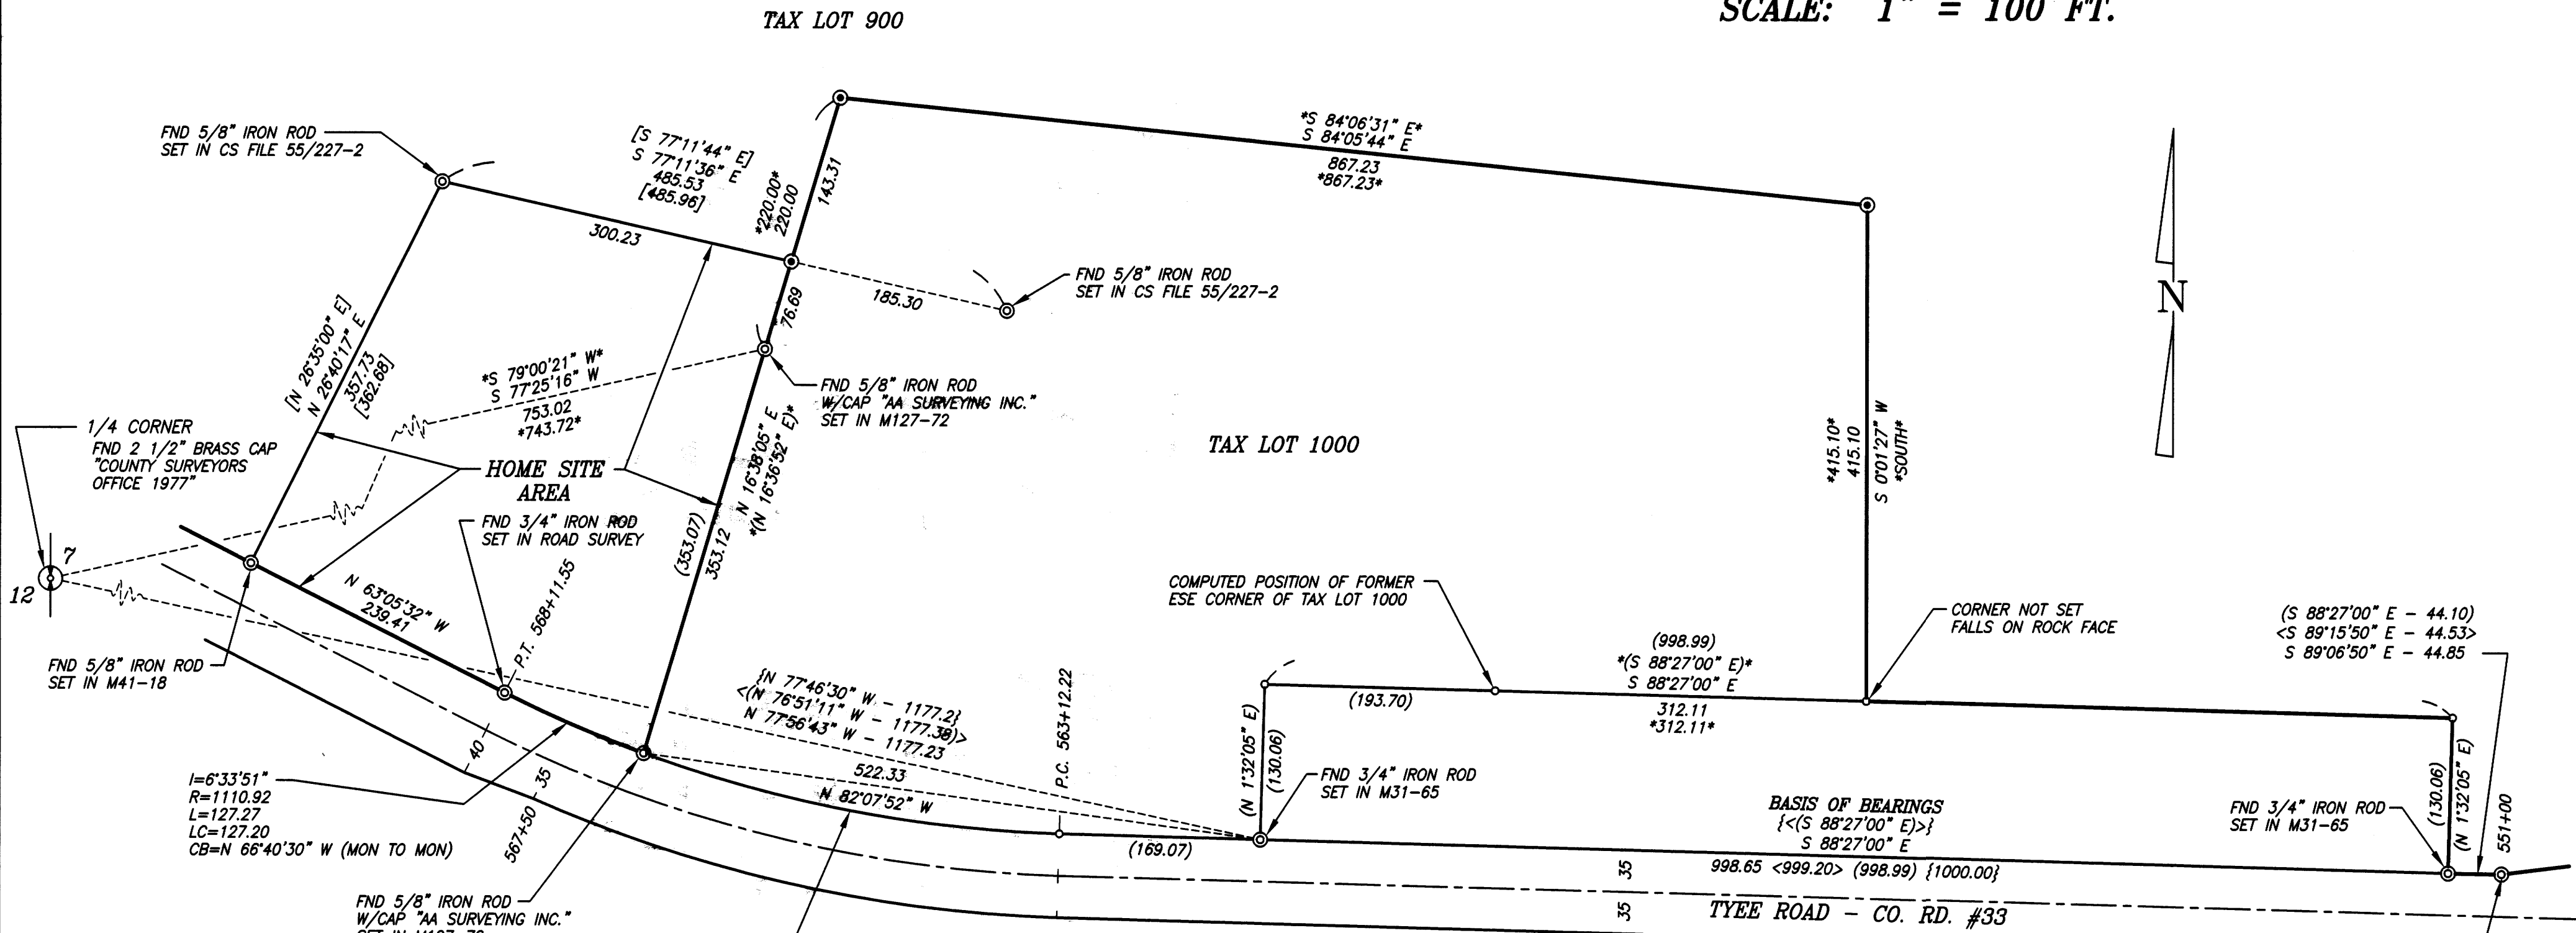 SCALE: 1" = 100 FT.
TAX LOT 900
FND 5/8" IRON ROD
SET IN CS FILE 55/227-2
[S 77°11'44" E]
S 77°11'36" E
485.53
[485.96]
300.23
*220.00*
220.00
143.31
*S 84°06'31" E*
S 84°05'44" E
867.23
*867.23*
FND 5/8" IRON ROD
SET IN CS FILE 55/227-2
185.30
76.69
N
[N 26°35'00" E]
N 26°40'17" E
357.73
[362.68]
*S 79°00'21" W*
S 77°25'16" W
753.02
*743.72*
FND 5/8" IRON ROD
W/CAP "AA SURVEYING INC."
SET IN M127-72
1/4 CORNER
FND 2 1/2" BRASS CAP
"COUNTY SURVEYORS
OFFICE 1977"
HOME SITE
AREA
TAX LOT 1000
N 16°38'05" E
*(N 16°36'52" E)*
(353.07)
353.12
*415.10*
415.10
S 0°01'27" W
*SOUTH*
FND 3/4" IRON ROD
SET IN ROAD SURVEY
7
12
N 63°05'32" W
239.41
P.T. 568+11.55
COMPUTED POSITION OF FORMER
ESE CORNER OF TAX LOT 1000
CORNER NOT SET
FALLS ON ROCK FACE
(S 88°27'00" E - 44.10)
<S 89°15'50" E - 44.53>
S 89°06'50" E - 44.85
FND 5/8" IRON ROD
SET IN M41-18
{N 77°46'30" W - 1177.2}
<(N 76°51'11" W - 1177.38)>
N 77°56'43" W - 1177.23
522.33
N 82°07'52" W
P.C. 563+12.22
(998.99)
*(S 88°27'00" E)*
S 88°27'00" E
(193.70)
312.11
*312.11*
(N 1°32'05" E)
(130.06)
FND 3/4" IRON ROD
SET IN M31-65
BASIS OF BEARINGS
{<(S 88°27'00" E)>}
S 88°27'00" E
998.65 <999.20> (998.99) {1000.00}
FND 3/4" IRON ROD
SET IN M31-65
(130.06)
(N 1°32'05" E)
551+00
40
35
567+50
I=6°33'51"
R=1110.92
L=127.27
LC=127.20
CB=N 66°40'30" W (MON TO MON)
(169.07)
35
35
TYEE ROAD - CO. RD. #33
FND 5/8" IRON ROD
W/CAP "AA SURVEYING INC."